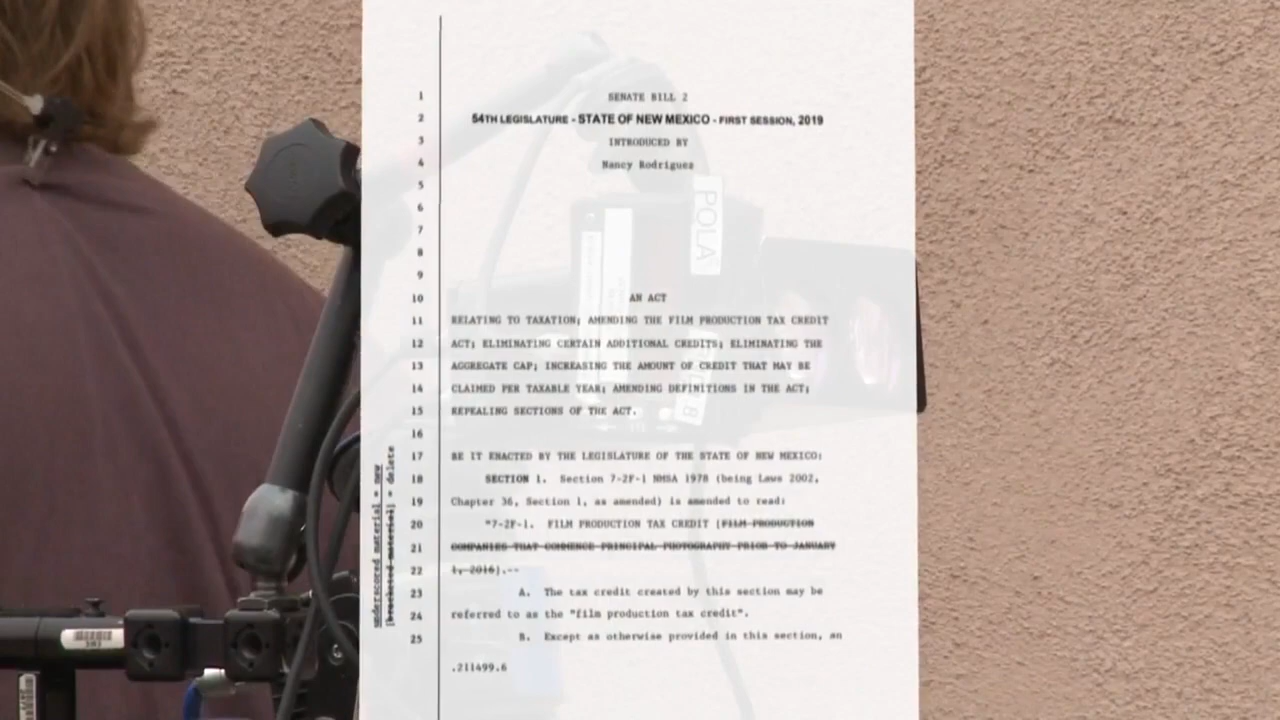 1 SENATE BILL 2
2 54TH LEGISLATURE - STATE OF NEW MEXICO - FIRST SESSION, 2019
3 INTRODUCED BY
4 Nancy Rodriguez
5
6
7
8
9
10 AN ACT
11 RELATING TO TAXATION; AMENDING THE FILM PRODUCTION TAX CREDIT
12 ACT; ELIMINATING CERTAIN ADDITIONAL CREDITS; ELIMINATING THE
13 AGGREGATE CAP; INCREASING THE AMOUNT OF CREDIT THAT MAY BE
14 CLAIMED PER TAXABLE YEAR; AMENDING DEFINITIONS IN THE ACT;
15 REPEALING SECTIONS OF THE ACT.
16
17 BE IT ENACTED BY THE LEGISLATURE OF THE STATE OF NEW MEXICO:
18 SECTION 1. Section 7-2F-1 NMSA 1978 (being Laws 2002,
19 Chapter 36, Section 1, as amended) is amended to read:
20 "7-2F-1. FILM PRODUCTION TAX CREDIT [FILM PRODUCTION
21 COMPANIES THAT COMMENCE PRINCIPAL PHOTOGRAPHY PRIOR TO JANUARY
22 1, 2016].--
23 A. The tax credit created by this section may be
24 referred to as the "film production tax credit".
25 B. Except as otherwise provided in this section, an
.211499.6
underscored material = new
[bracketed material] = delete
POLA